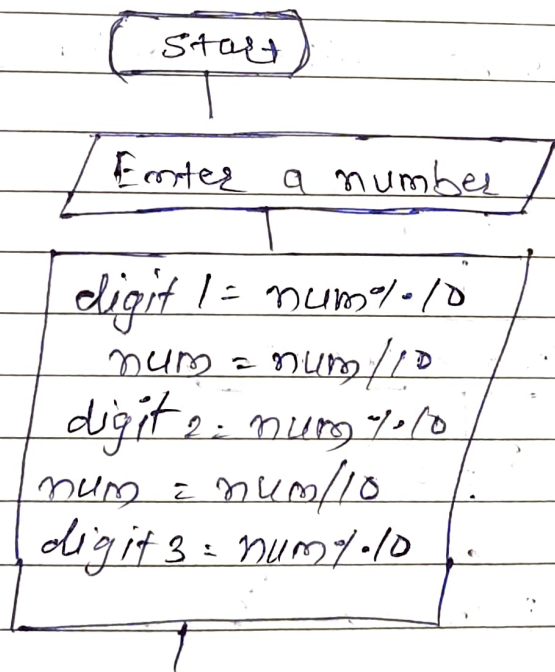 Start
Enter a number
digit 1 = num%10
num = num/10
digit 2 = num%10
num = num/10
digit 3 = num%10